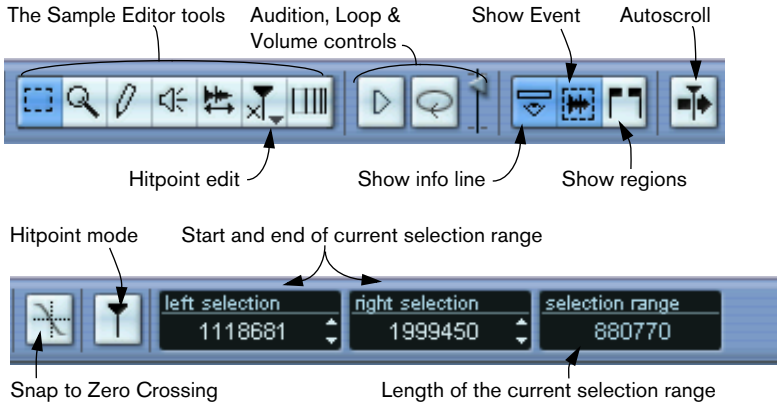 The Sample Editor tools
Audition, Loop &
Volume controls
Show Event
Autoscroll
Hitpoint edit
Show info line
Show regions
Hitpoint mode
Start and end of current selection range
left selection
1118681
right selection
1999450
selection range
880770
Snap to Zero Crossing
Length of the current selection range